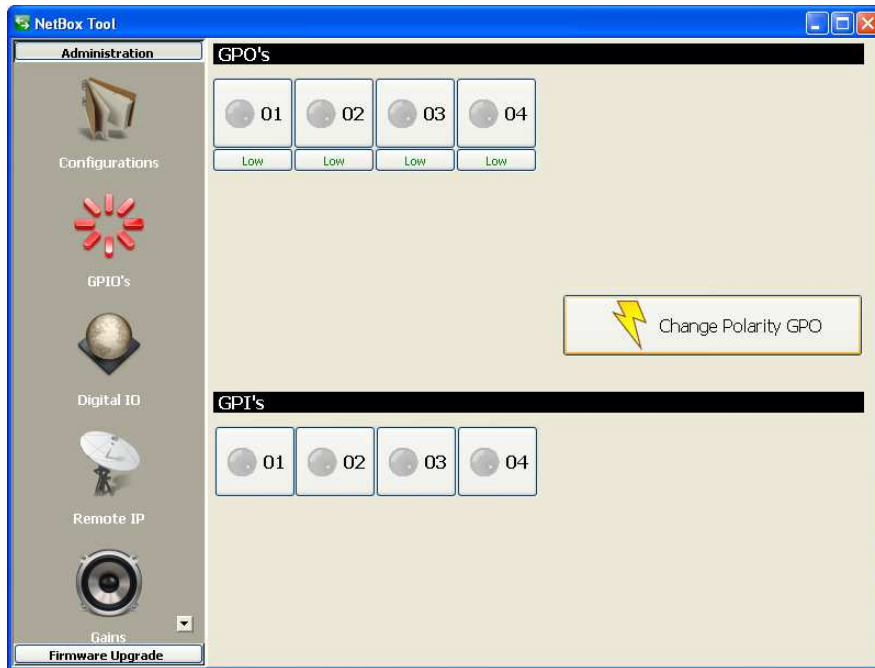 NetBox Tool
Administration
Configurations
GPIO's
Digital IO
Remote IP
Gains
Firmware Upgrade
GPO's
01 02 03 04
Low Low Low Low
Change Polarity GPO
GPI's
01 02 03 04